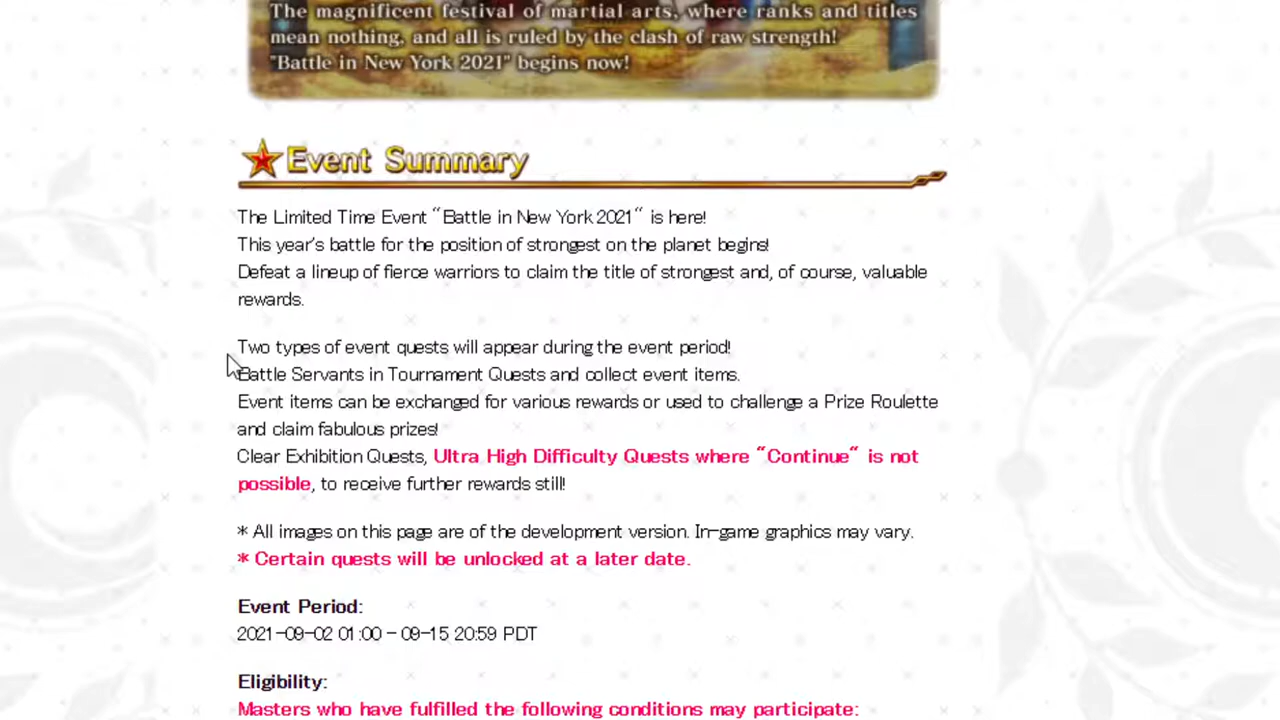 The magnificent festival of martial arts, where ranks and titles
mean nothing, and all is ruled by the clash of raw strength!
"Battle in New York 2021" begins now!
Event Summary
The Limited Time Event "Battle in New York 2021" is here!
This year's battle for the position of strongest on the planet begins!
Defeat a lineup of fierce warriors to claim the title of strongest and, of course, valuable
rewards.
Two types of event quests will appear during the event period!
Battle Servants in Tournament Quests and collect event items.
Event items can be exchanged for various rewards or used to challenge a Prize Roulette
and claim fabulous prizes!
Clear Exhibition Quests, Ultra High Difficulty Quests where "Continue" is not
possible, to receive further rewards still!
* All images on this page are of the development version. In-game graphics may vary.
* Certain quests will be unlocked at a later date.
Event Period:
2021-09-02 01:00 - 09-15 20:59 PDT
Eligibility:
Masters who have fulfilled the following conditions may participate: